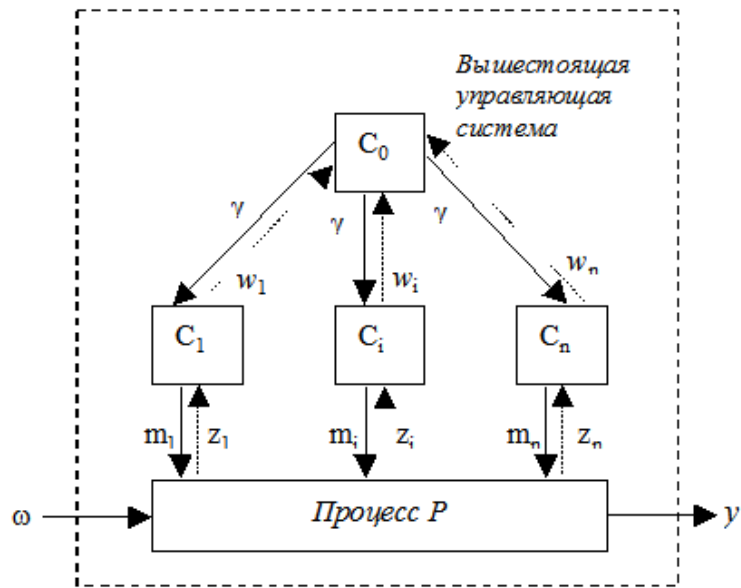 Вышестоящая
управляющая
система
C₀
γ γ γ
w₁ wᵢ wₙ
C₁ Cᵢ Cₙ
m₁ z₁ mᵢ zᵢ mₙ zₙ
ω Процесс P y